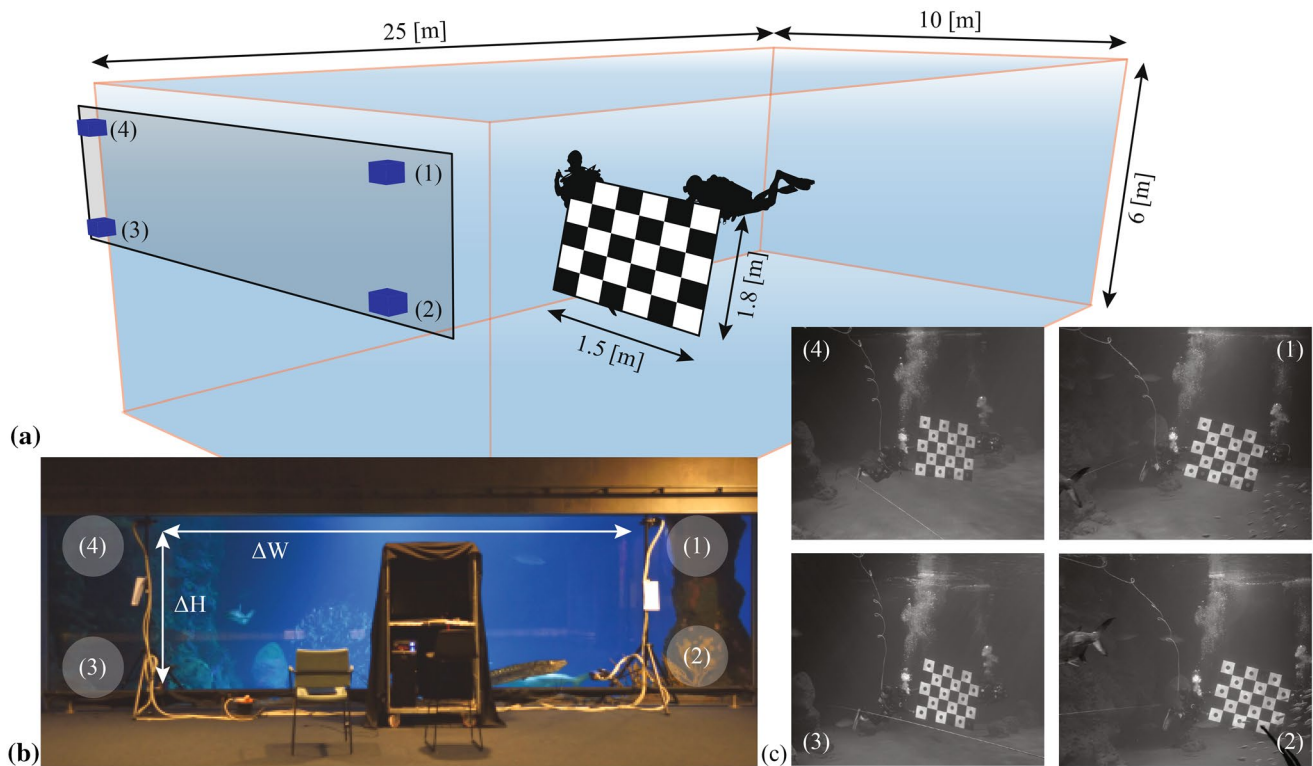 25 [m]
10 [m]
(4)
(1)
(3)
(2)
6 [m]
1.8 [m]
1.5 [m]
(a)
(4)
(1)
(3)
(2)
(c)
(4)
(1)
ΔW
ΔH
(3)
(2)
(b)